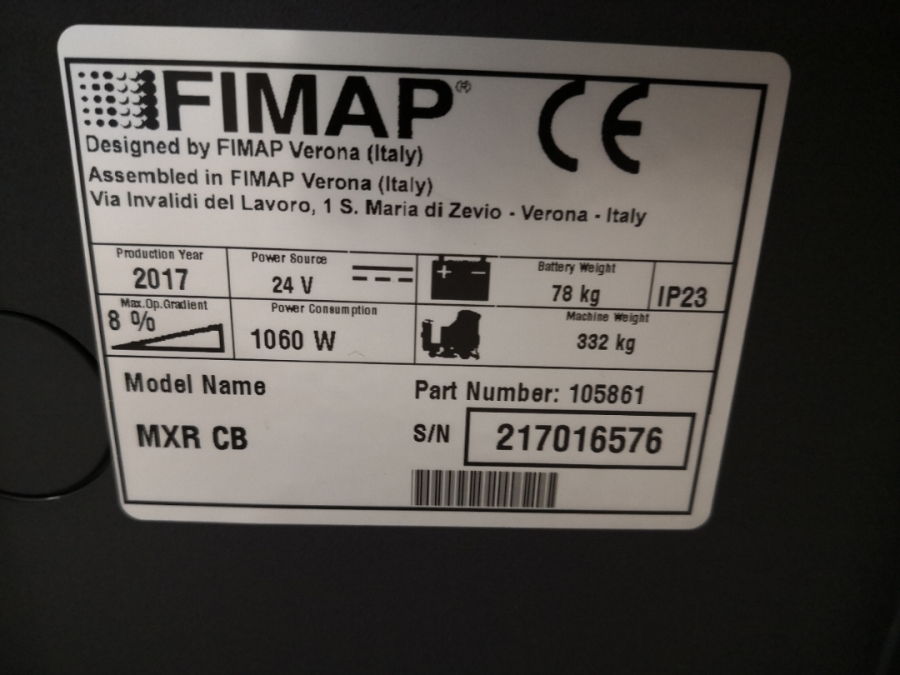 FIMAP®
CE
Designed by FIMAP Verona (Italy)
Assembled in FIMAP Verona (Italy)
Via Invalidi del Lavoro, 1 S. Maria di Zevio - Verona - Italy
Production Year
2017
Power Source
24 V
+ -
Battery Weight
78 kg
IP23
Max.Op.Gradient
8 %
Power Consumption
1060 W
Machine Weight
332 kg
Model Name
MXR CB
Part Number: 105861
S/N 217016576